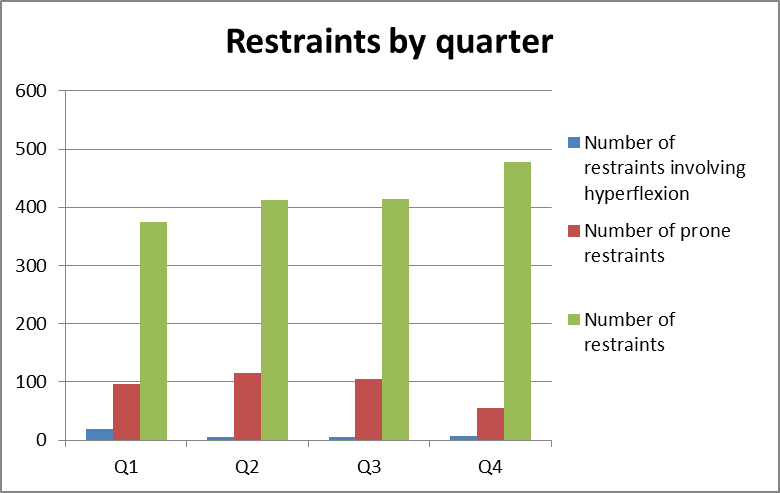 Restraints by quarter
600
500
400
300
200
100
0
Q1
Q2
Q3
Q4
Number of
restraints involving
hyperflexion
Number of prone
restraints
Number of
restraints